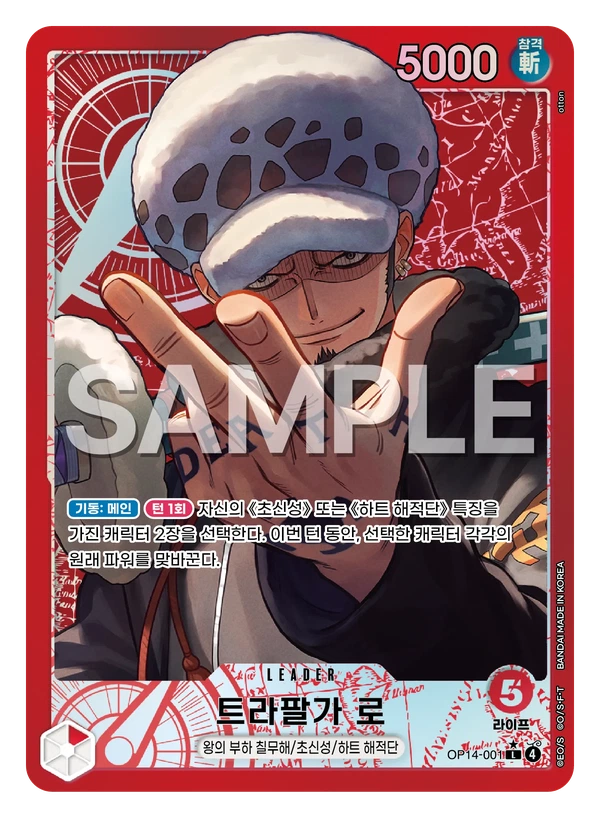 5000
참격
斬
otton
SAMPLE
DEATH
기동: 메인 턴 1회 자신의 《초신성》 또는 《하트 해적단》 특징을
가진 캐릭터 2장을 선택한다. 이번 턴 동안, 선택한 캐릭터 각각의
원래 파워를 맞바꾼다.
LEADER
5
라이프
트라팔가 로
왕의 부하 칠무해/초신성/하트 해적단
OP14-001 L 4
©EO/S ©O/S·F·T BANDAI MADE IN KOREA